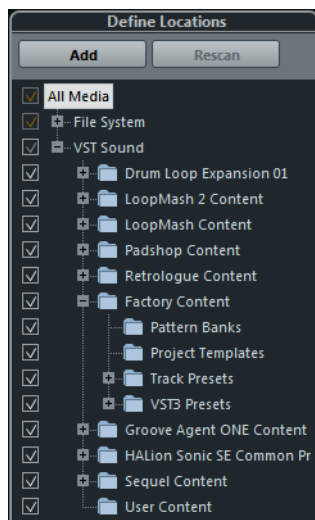 Define Locations
Add Rescan
All Media
File System
VST Sound
Drum Loop Expansion 01
LoopMash 2 Content
LoopMash Content
Padshop Content
Retrologue Content
Factory Content
Pattern Banks
Project Templates
Track Presets
VST3 Presets
Groove Agent ONE Content
HALion Sonic SE Common Pr
Sequel Content
User Content